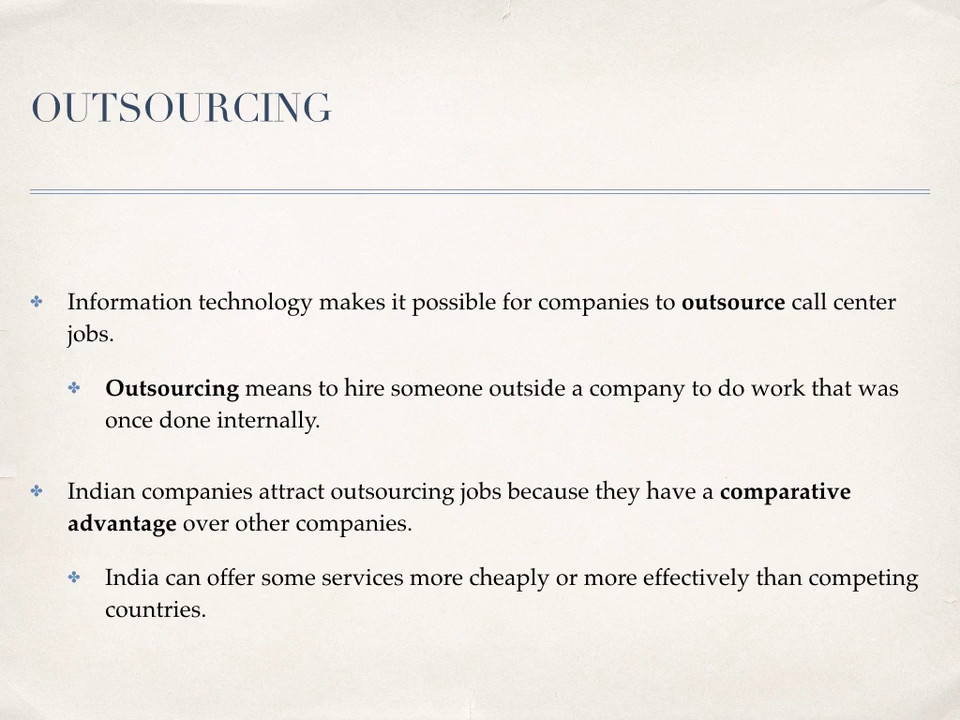 OUTSOURCING
Information technology makes it possible for companies to outsource call center
jobs.
Outsourcing means to hire someone outside a company to do work that was
once done internally.
Indian companies attract outsourcing jobs because they have a comparative
advantage over other companies.
India can offer some services more cheaply or more effectively than competing
countries.